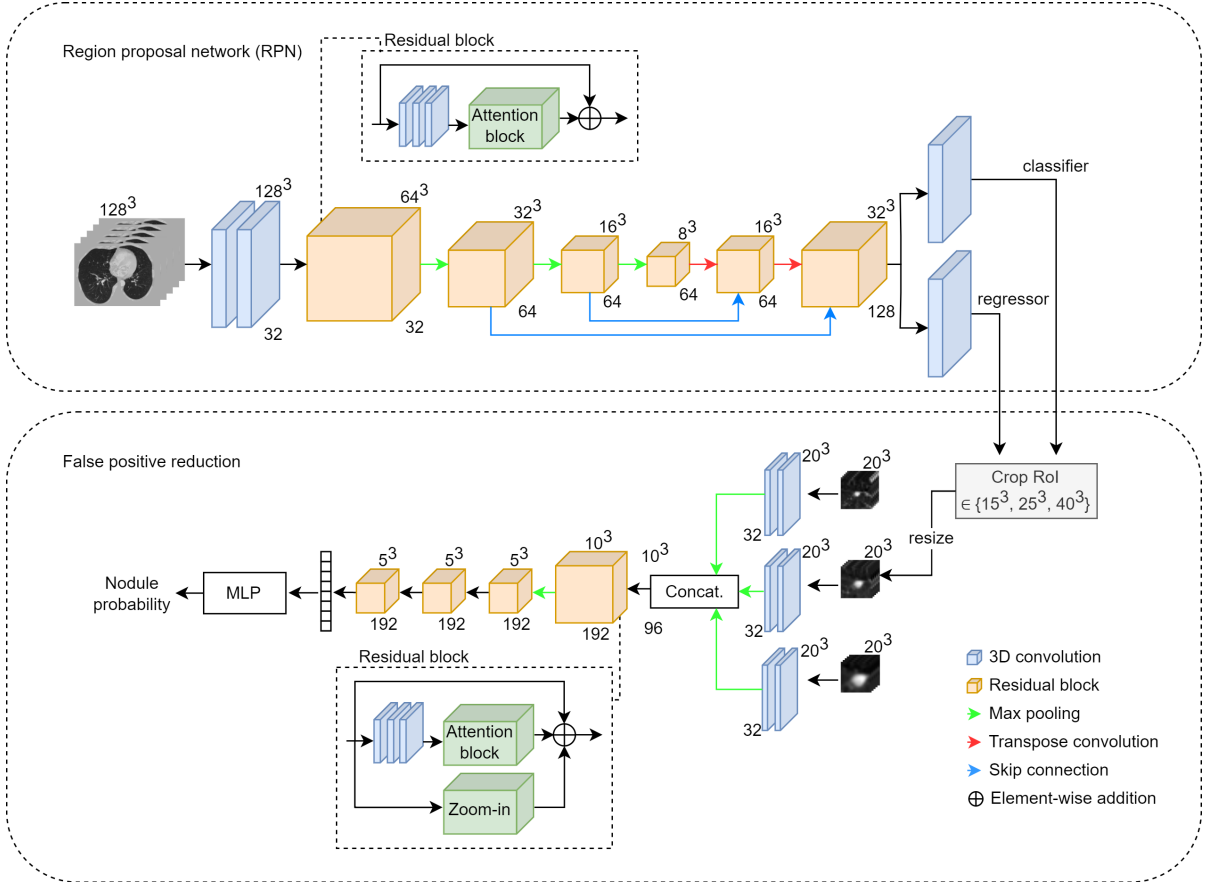 Residual block
Region proposal network (RPN)
Attention
block
classifier
128³
128³
64³
32³
16³
8³
16³
32³
32
32
64
64
64
64
128
regressor
False positive reduction
20³
20³
Crop RoI
∈ {15³, 25³, 40³}
32
resize
20³
20³
10³
10³
5³
5³
5³
Nodule
probability
MLP
Concat.
192
192
192
192
96
32
20³
20³
Residual block
32
Attention
block
Zoom-in
3D convolution
Residual block
Max pooling
Transpose convolution
Skip connection
Element-wise addition